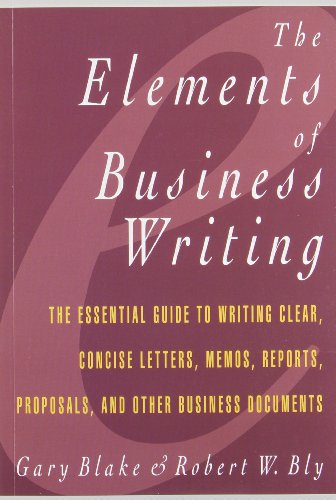 The
Elements
of
Business
Writing
THE ESSENTIAL GUIDE TO WRITING CLEAR,
CONCISE LETTERS, MEMOS, REPORTS,
PROPOSALS, AND OTHER BUSINESS DOCUMENTS
Gary Blake & Robert W. Bly